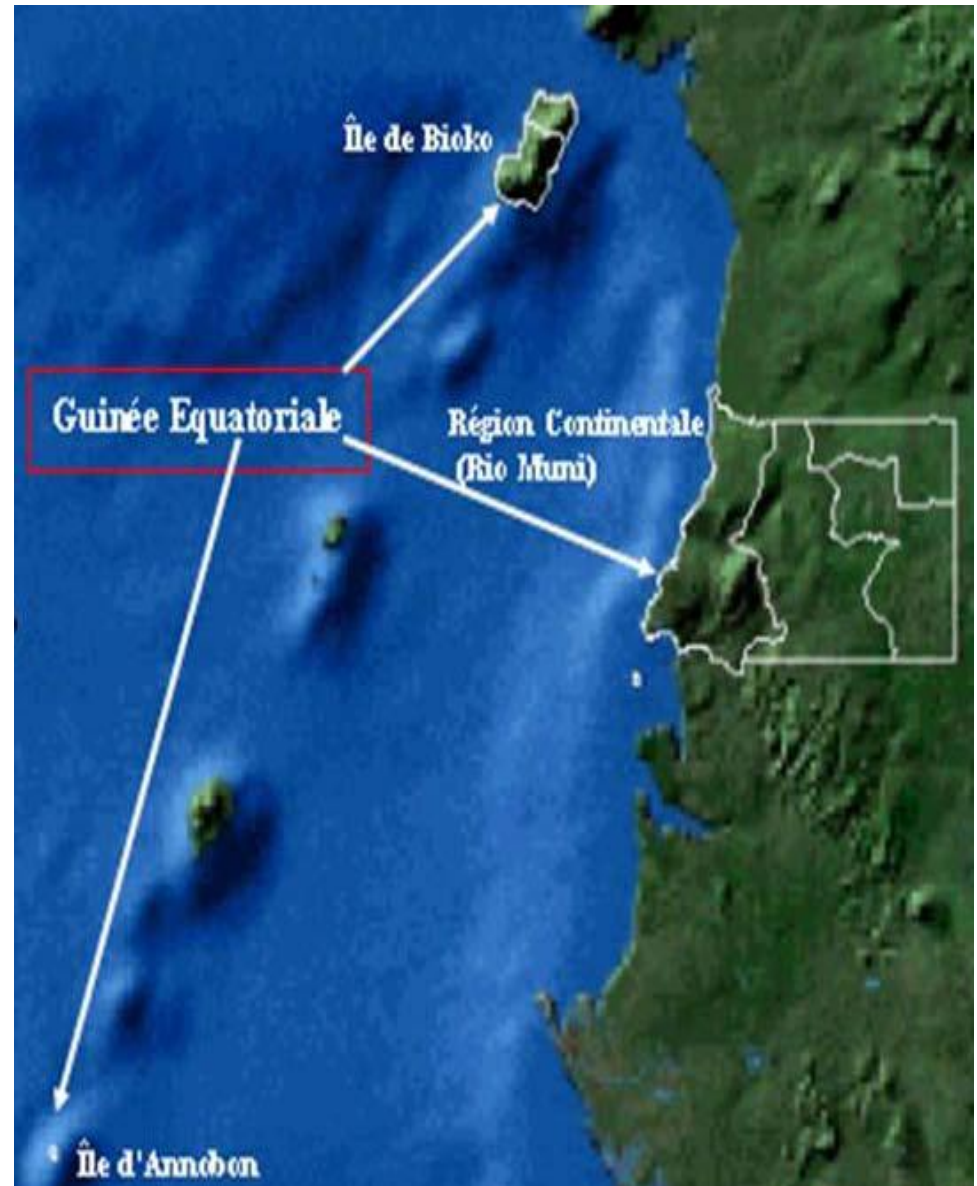 Île de Bioko
Guinée Equatoriale
Région Continentale
(Rio Muni)
Île d'Annobon